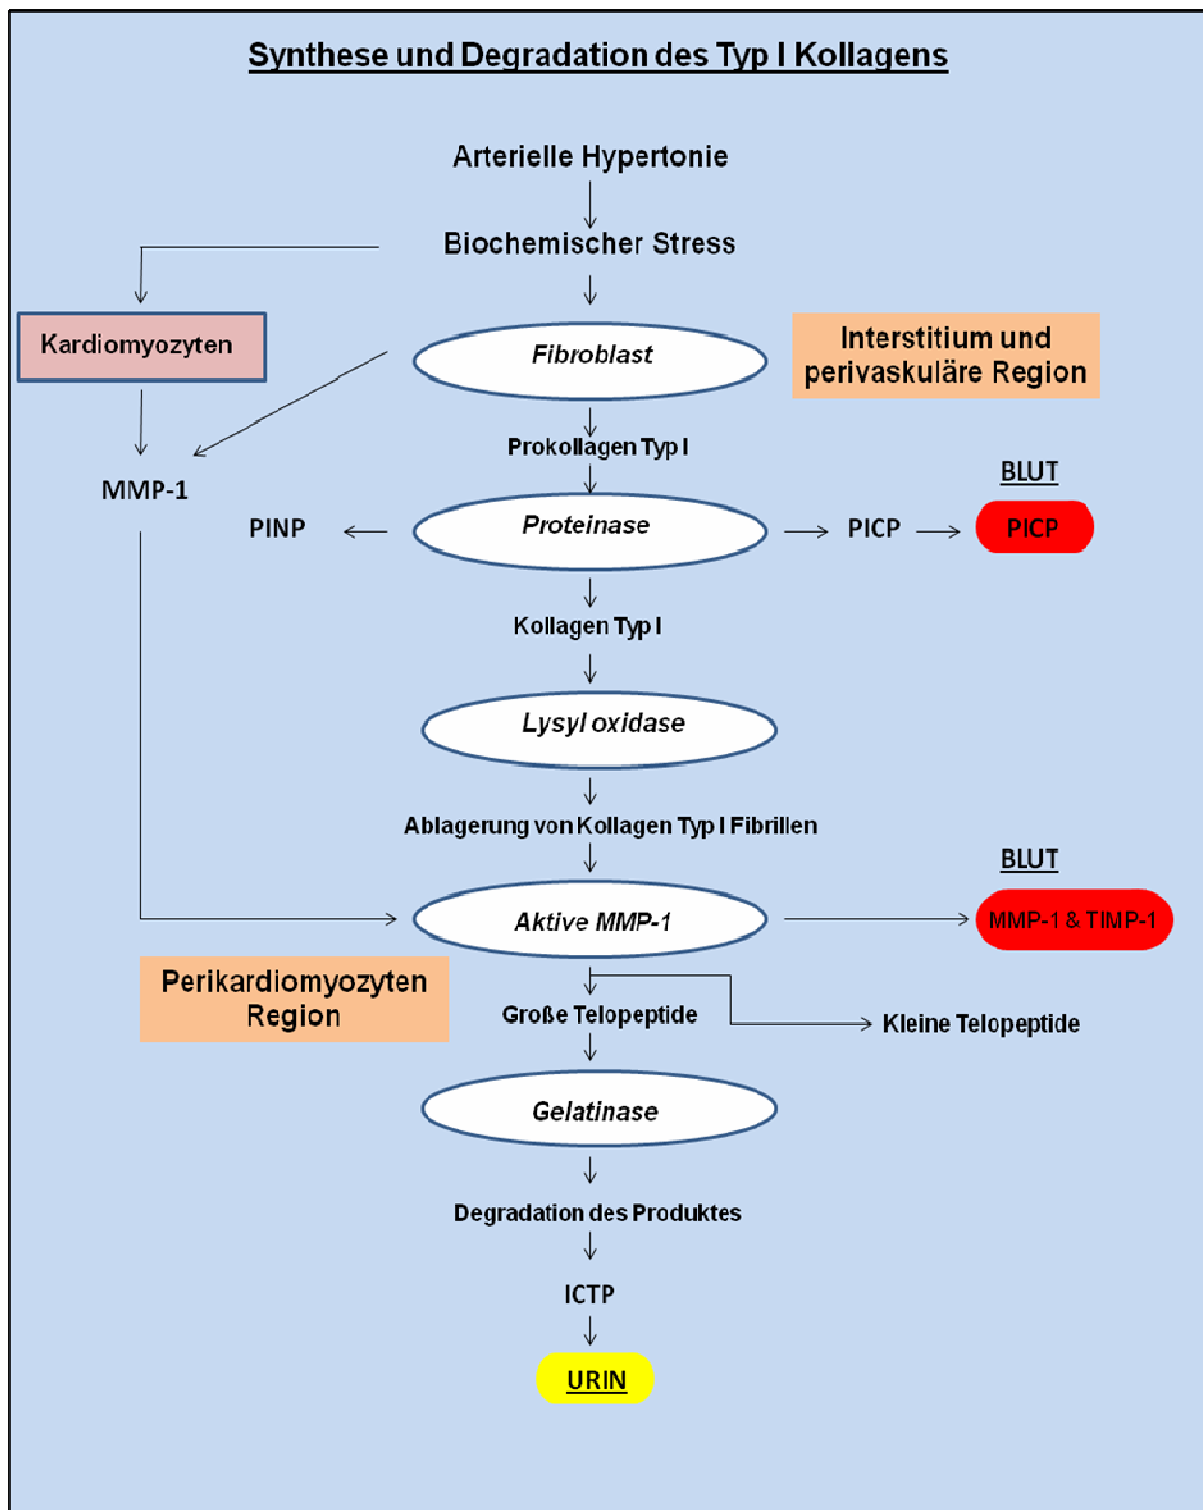 Synthese und Degradation des Typ I Kollagens
Arterielle Hypertonie
Biochemischer Stress
Kardiomyozyten
Fibroblast
Interstitium und
perivaskuläre Region
Prokollagen Typ I
MMP-1
BLUT
PINP
Proteinase
PICP
PICP
Kollagen Typ I
Lysyl oxidase
Ablagerung von Kollagen Typ I Fibrillen
BLUT
Aktive MMP-1
MMP-1 & TIMP-1
Perikardiomyozyten
Region
Große Telopeptide
Kleine Telopeptide
Gelatinase
Degradation des Produktes
ICTP
URIN